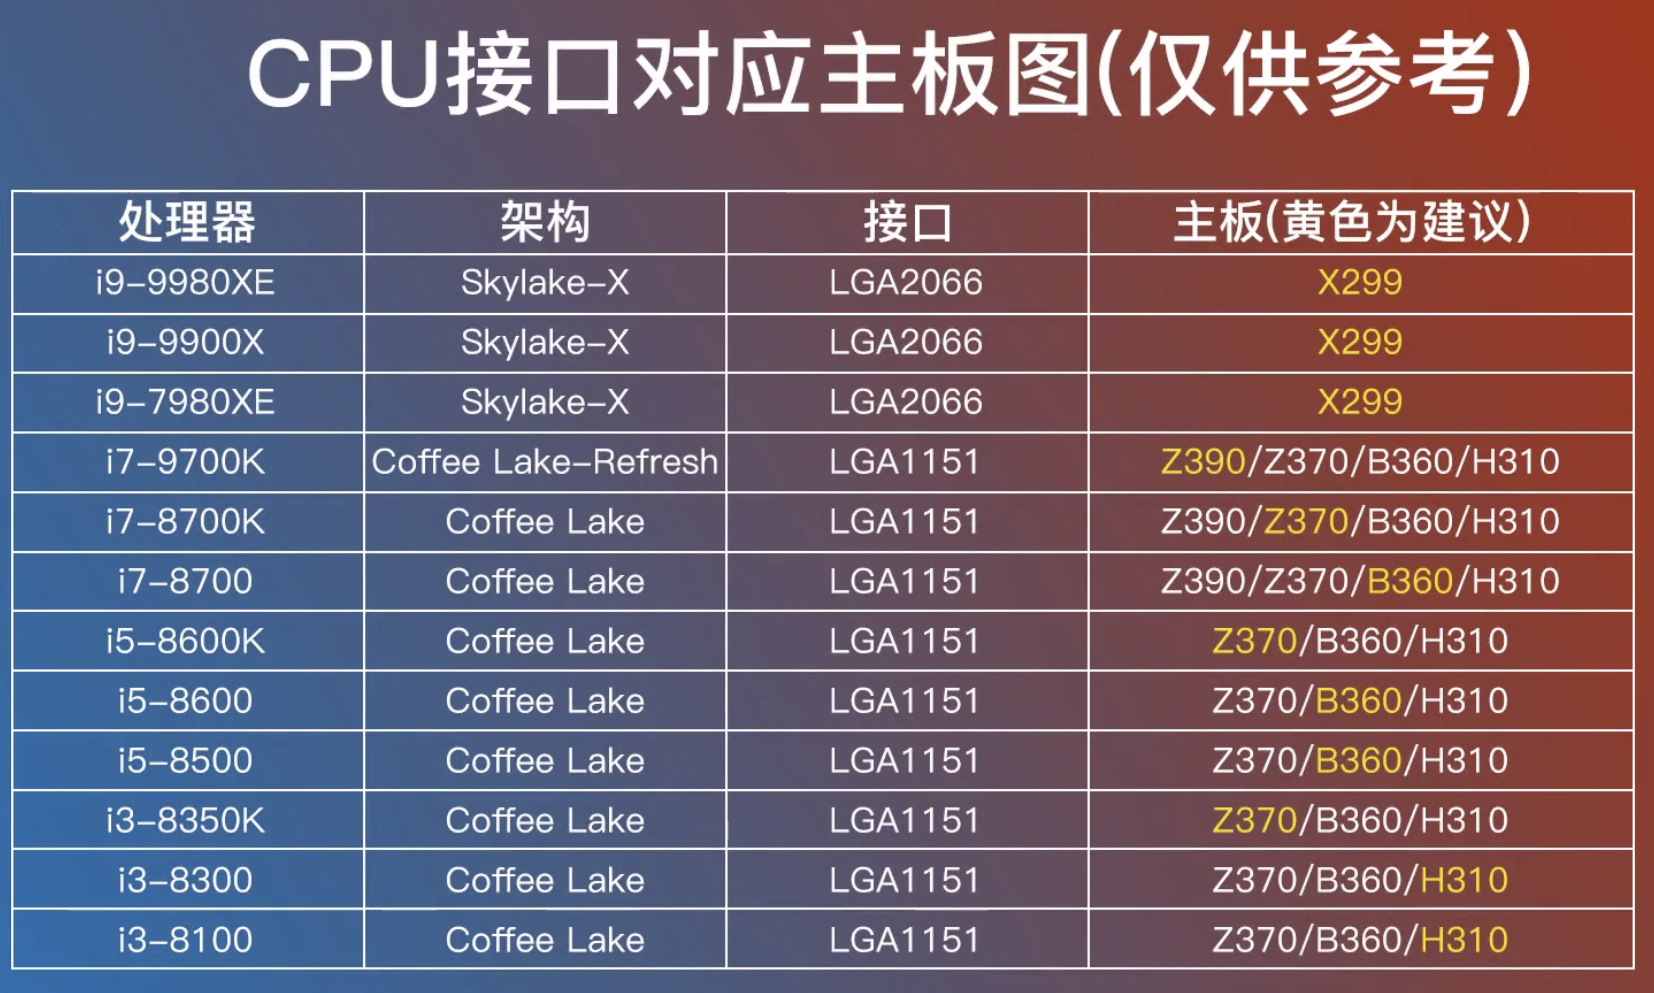 CPU接口对应主板图(仅供参考)
处理器 架构 接口 主板(黄色为建议)
i9-9980XE Skylake-X LGA2066 X299
i9-9900X Skylake-X LGA2066 X299
i9-7980XE Skylake-X LGA2066 X299
i7-9700K Coffee Lake-Refresh LGA1151 Z390/Z370/B360/H310
i7-8700K Coffee Lake LGA1151 Z390/Z370/B360/H310
i7-8700 Coffee Lake LGA1151 Z390/Z370/B360/H310
i5-8600K Coffee Lake LGA1151 Z370/B360/H310
i5-8600 Coffee Lake LGA1151 Z370/B360/H310
i5-8500 Coffee Lake LGA1151 Z370/B360/H310
i3-8350K Coffee Lake LGA1151 Z370/B360/H310
i3-8300 Coffee Lake LGA1151 Z370/B360/H310
i3-8100 Coffee Lake LGA1151 Z370/B360/H310